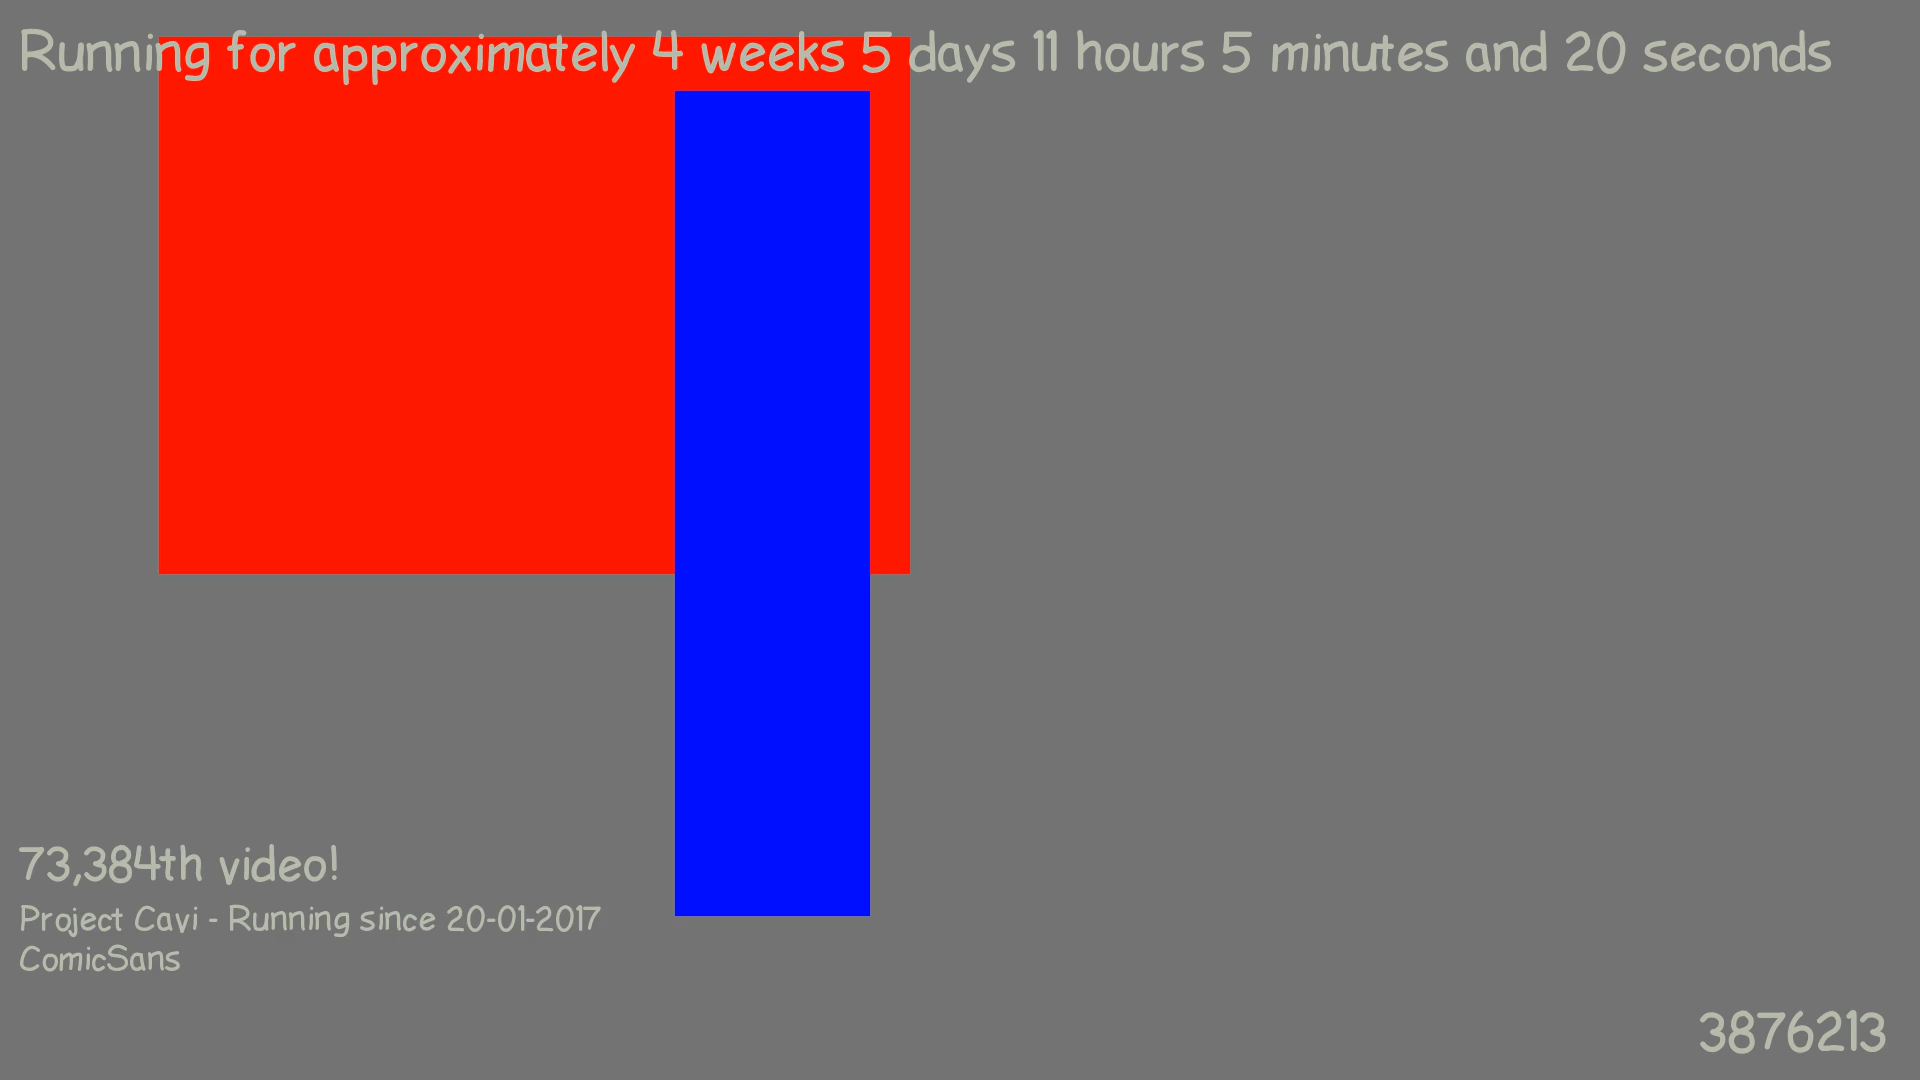 Running for approximately 4 weeks 5 days 11 hours 5 minutes and 20 seconds
73,384th video!
Project Cavi - Running since 20-01-2017
ComicSans
3876213